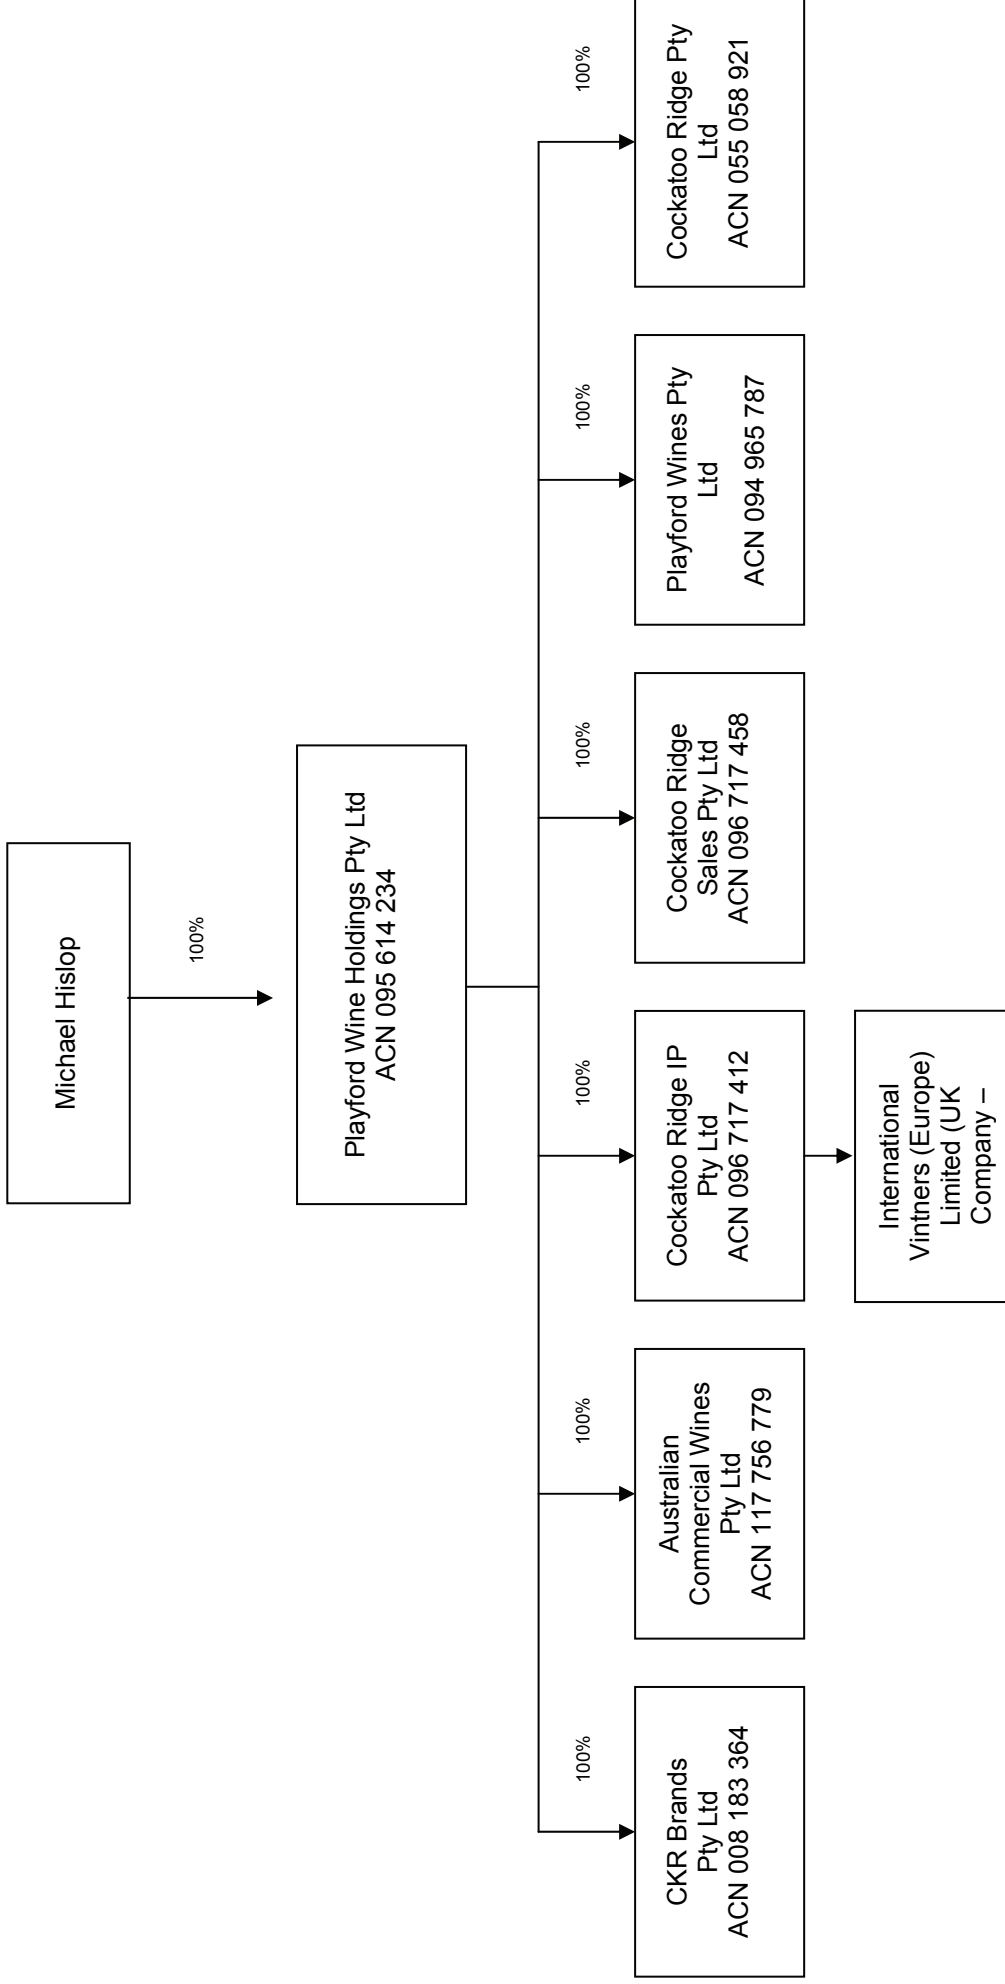 Michael Hislop
100%
Playford Wine Holdings Pty Ltd
ACN 095 614 234
100%
100%
100%
100%
100%
100%
CKR Brands
Pty Ltd
ACN 008 183 364
Australian
Commercial Wines
Pty Ltd
ACN 117 756 779
Cockatoo Ridge IP
Pty Ltd
ACN 096 717 412
Cockatoo Ridge
Sales Pty Ltd
ACN 096 717 458
Playford Wines Pty
Ltd
ACN 094 965 787
Cockatoo Ridge Pty
Ltd
ACN 055 058 921
International
Vintners (Europe)
Limited (UK
Company –